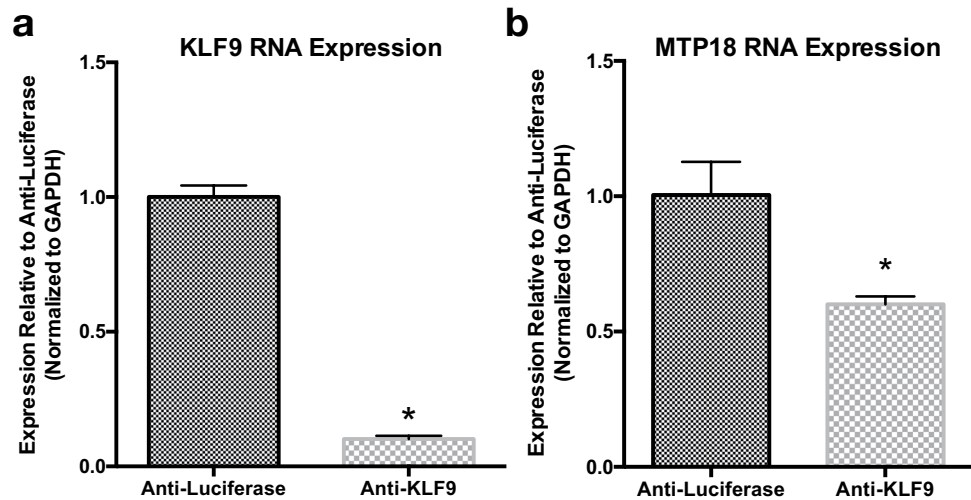 a
KLF9 RNA Expression
Expression Relative to Anti-Luciferase
(Normalized to GAPDH)
1.5
1.0
0.5
0.0
*
Anti-Luciferase
Anti-KLF9
b
MTP18 RNA Expression
Expression Relative to Anti-Luciferase
(Normalized to GAPDH)
1.5
1.0
0.5
0.0
*
Anti-Luciferase
Anti-KLF9